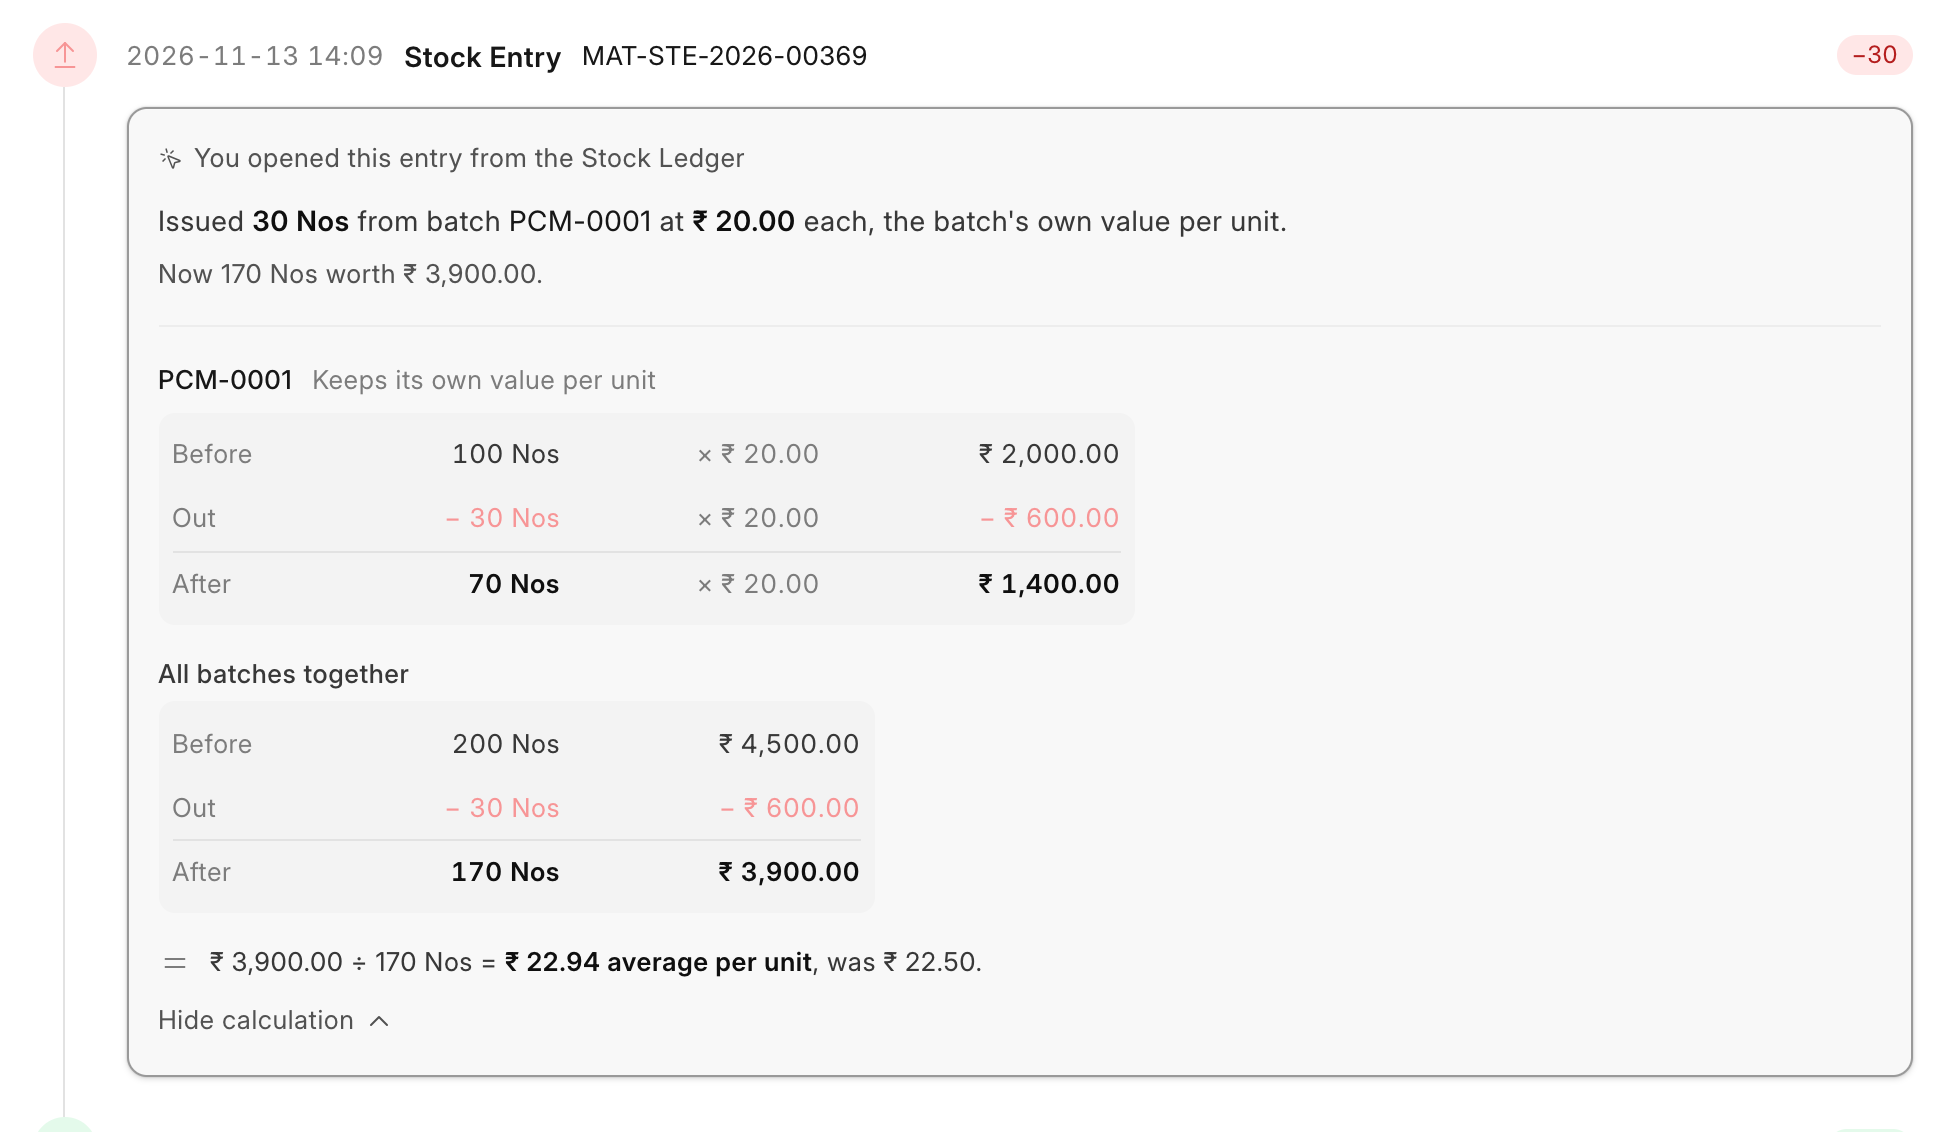 2026-11-13 14:09 Stock Entry MAT-STE-2026-00369 −30
You opened this entry from the Stock Ledger
Issued 30 Nos from batch PCM-0001 at ₹ 20.00 each, the batch's own value per unit.
Now 170 Nos worth ₹ 3,900.00.
PCM-0001 Keeps its own value per unit
Before 100 Nos × ₹ 20.00 ₹ 2,000.00
Out − 30 Nos × ₹ 20.00 − ₹ 600.00
After 70 Nos × ₹ 20.00 ₹ 1,400.00
All batches together
Before 200 Nos ₹ 4,500.00
Out − 30 Nos − ₹ 600.00
After 170 Nos ₹ 3,900.00
= ₹ 3,900.00 ÷ 170 Nos = ₹ 22.94 average per unit, was ₹ 22.50.
Hide calculation